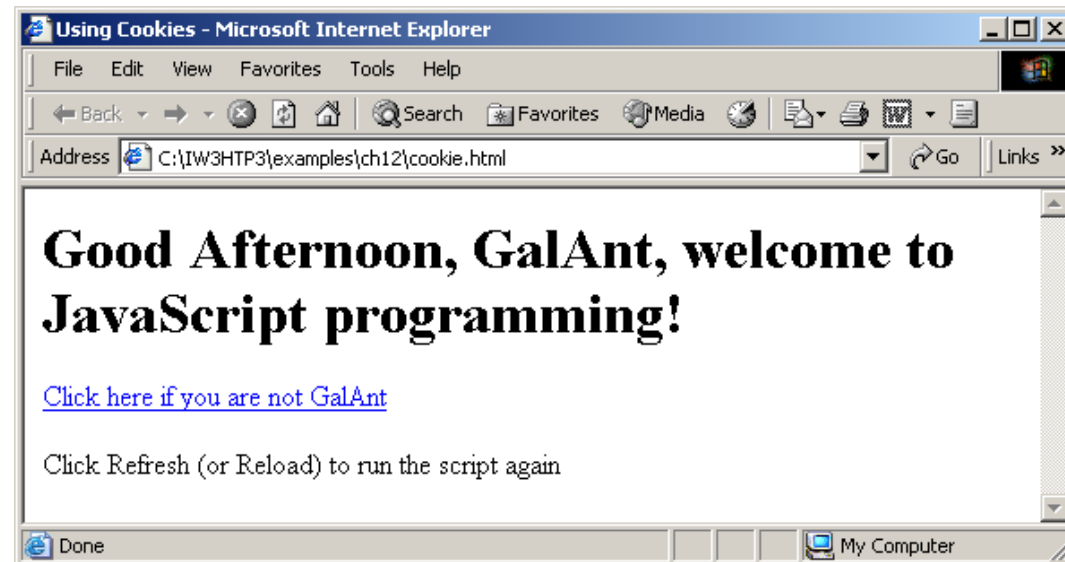 Using Cookies - Microsoft Internet Explorer
File Edit View Favorites Tools Help
Back Search Favorites Media
Address C:\IW3HTP3\examples\ch12\cookie.html Go Links »
Good Afternoon, GalAnt, welcome to
JavaScript programming!
Click here if you are not GalAnt
Click Refresh (or Reload) to run the script again
Done My Computer